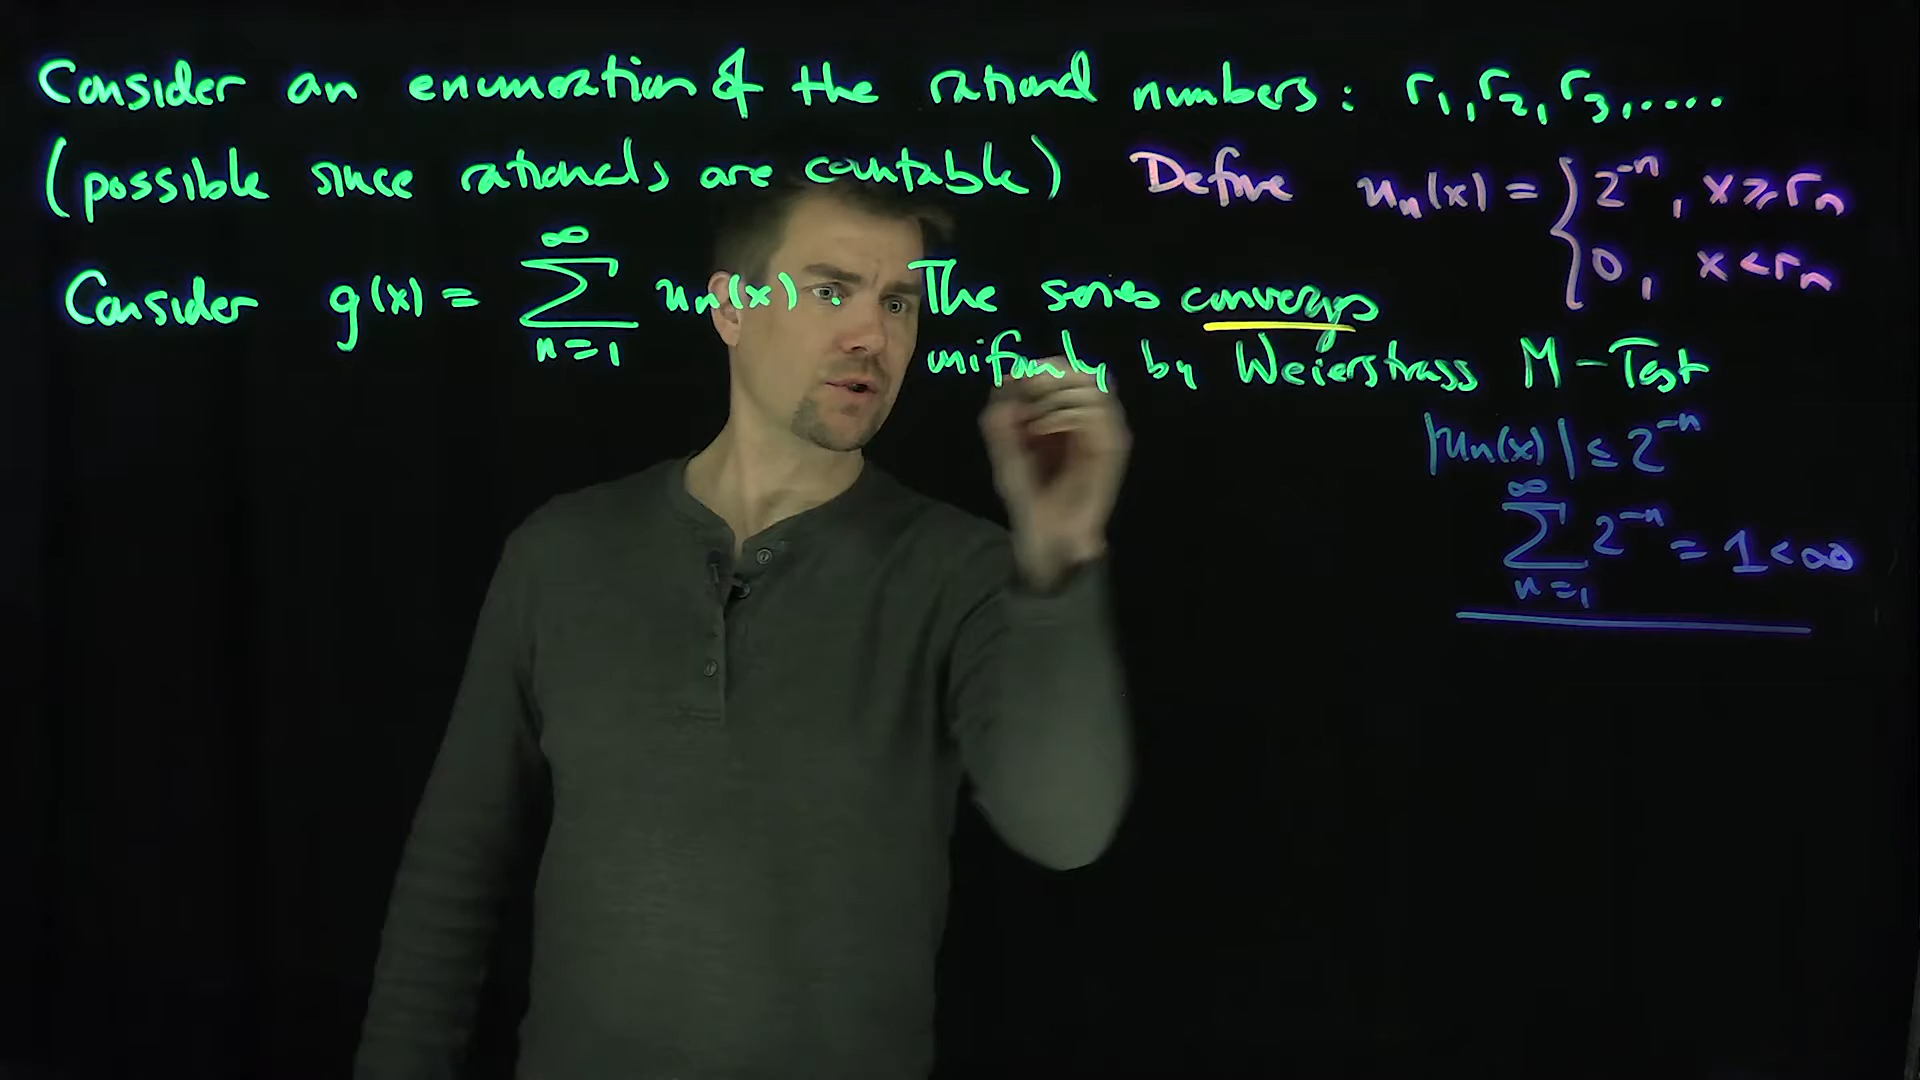 Consider an enumeration of the rational numbers: r₁, r₂, r₃, ....
(possible since rationals are countable) Define uₙ(x) = { 2⁻ⁿ, x ≥ rₙ
0, x < rₙ
Consider g(x) = ∑_{n=1}^{∞} uₙ(x). The series converges
uniformly by Weierstrass M-Test
|uₙ(x)| ≤ 2⁻ⁿ
∑_{n=1}^{∞} 2⁻ⁿ = 1 < ∞